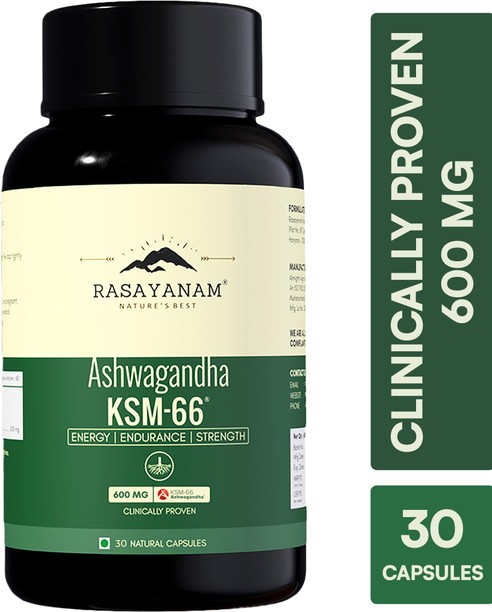 RASAYANAM®
NATURE'S BEST
Ashwagandha
KSM-66®
ENERGY | ENDURANCE | STRENGTH
600 MG
KSM-66
Ashwagandha®
CLINICALLY PROVEN
30 NATURAL CAPSULES
CLINICALLY PROVEN
600 MG
30
CAPSULES